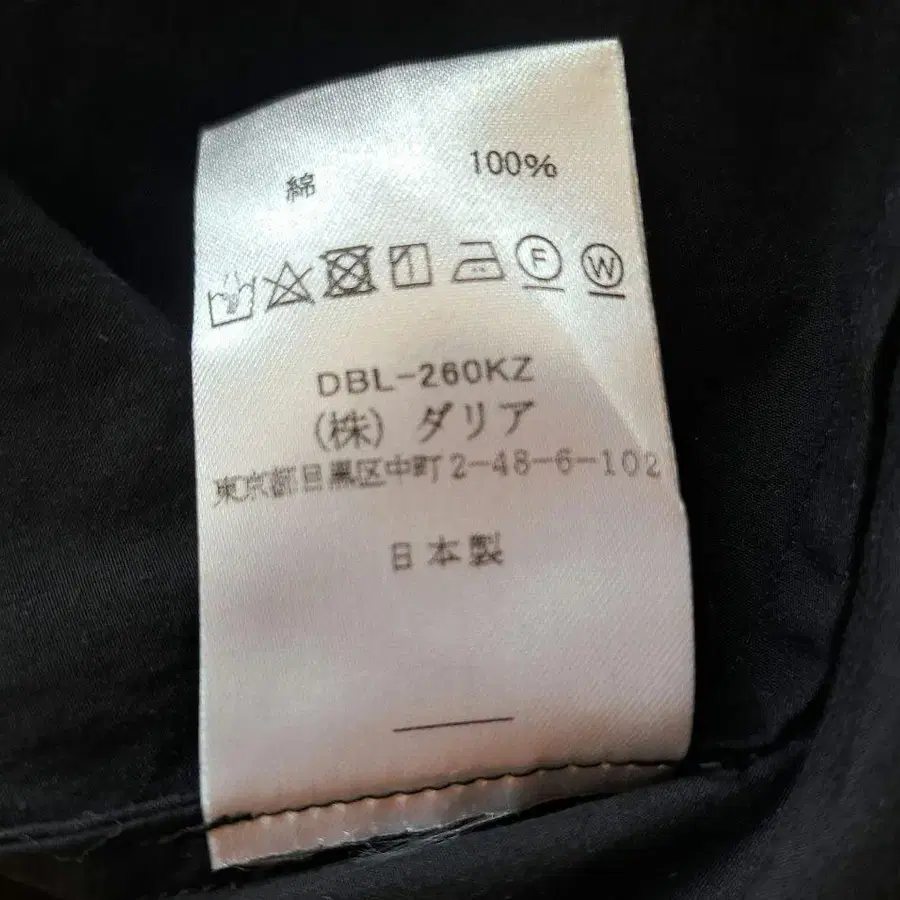 綿 100%
F W
DBL-260KZ
(株) ダリア
東京都目黒区中町2-48-6-102
日本製